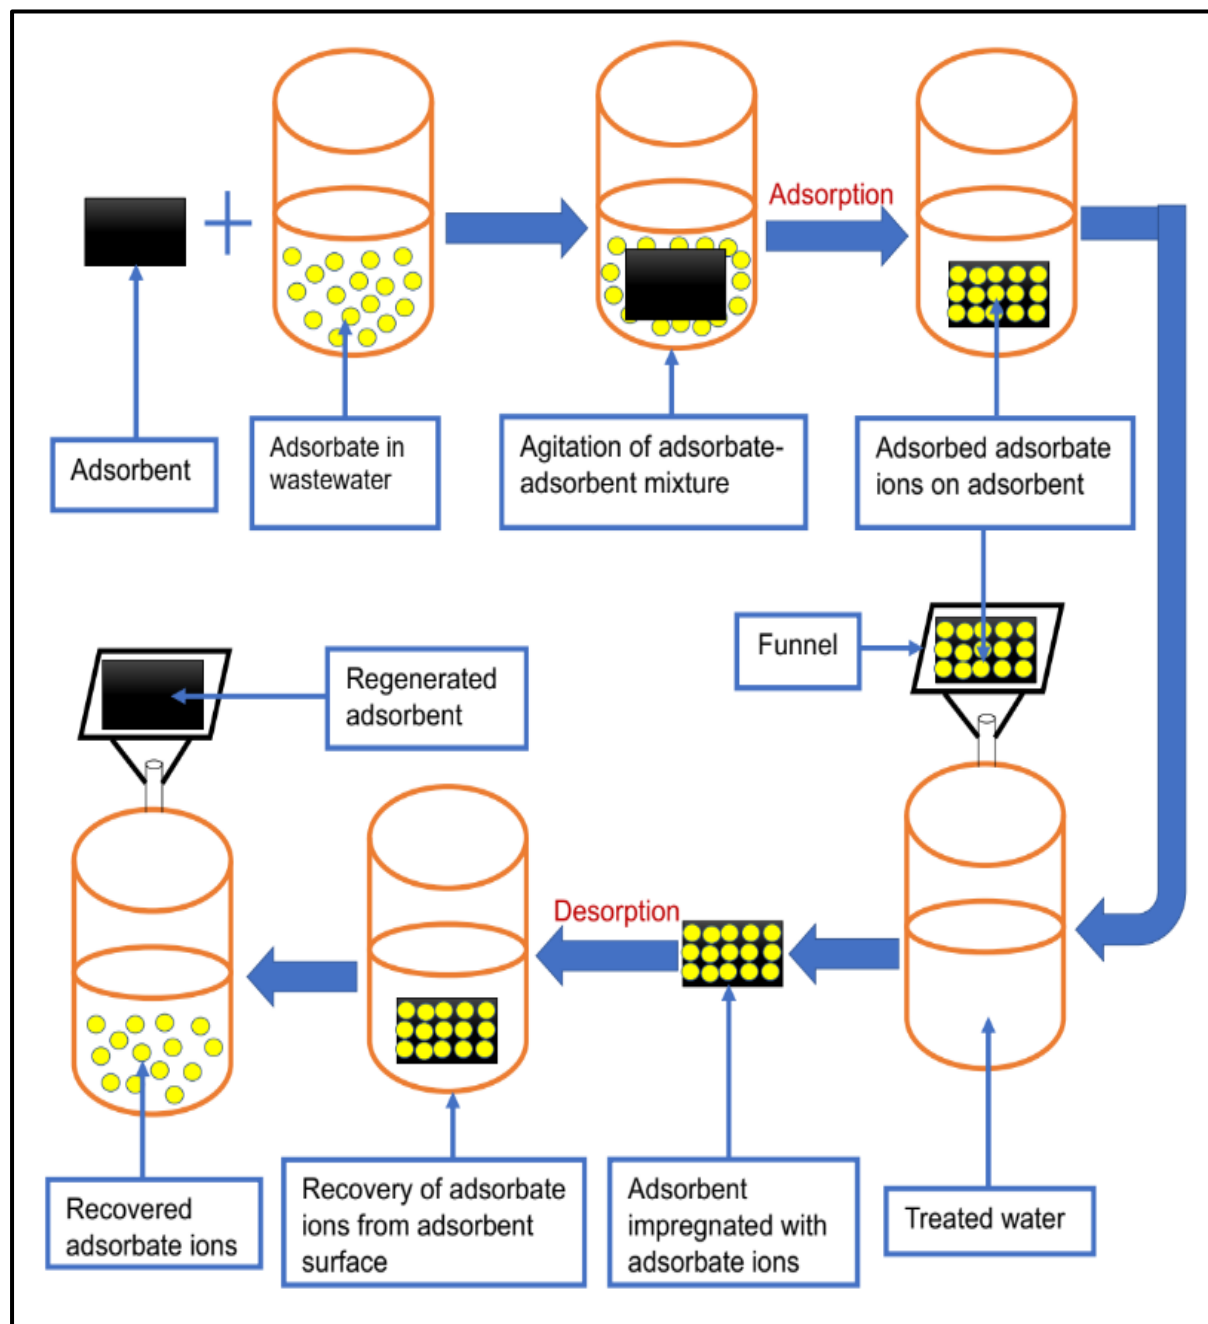 Adsorption
Adsorbent
Adsorbate in
wastewater
Agitation of adsorbate-
adsorbent mixture
Adsorbed adsorbate
ions on adsorbent
Funnel
Regenerated
adsorbent
Desorption
Recovered
adsorbate ions
Recovery of adsorbate
ions from adsorbent
surface
Adsorbent
impregnated with
adsorbate ions
Treated water